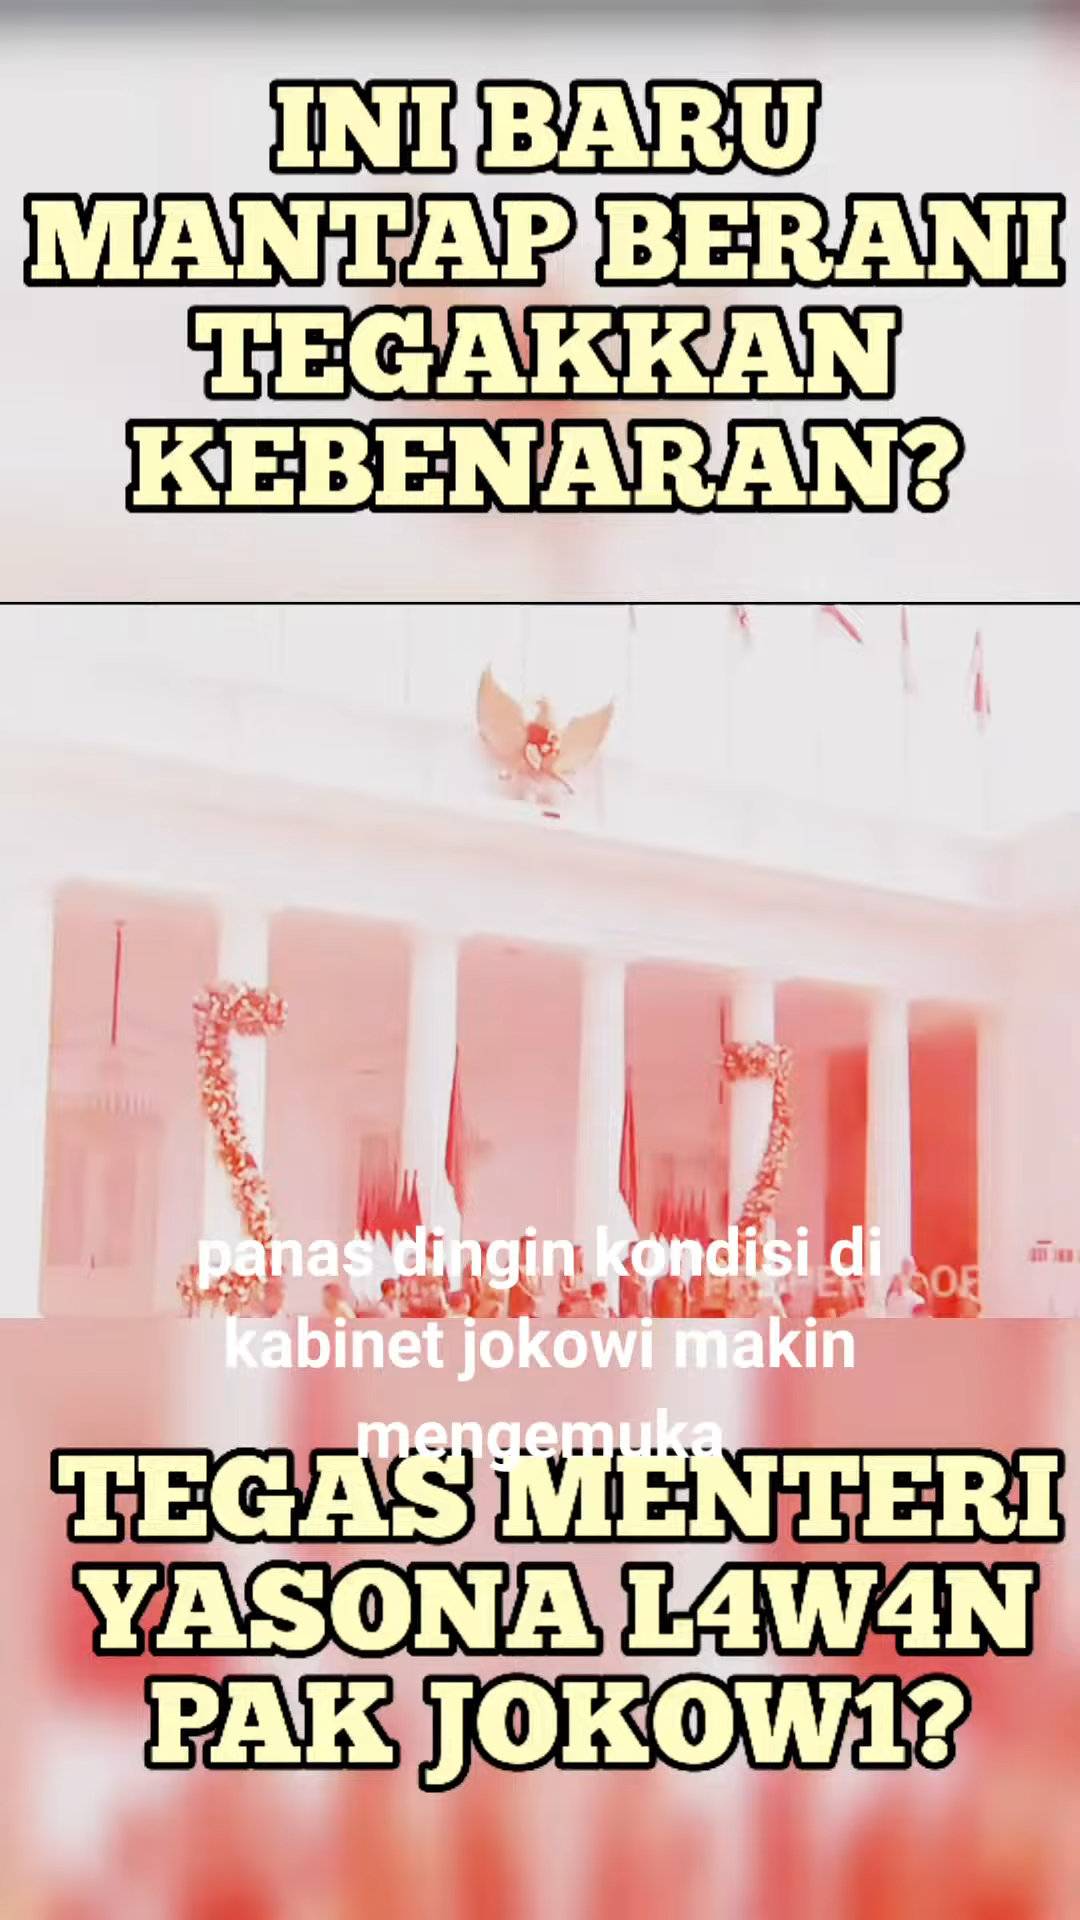 INI BARU
MANTAP BERANI
TEGAKKAN
KEBENARAN?
panas dingin kondisi di
kabinet jokowi makin
mengemuka
TEGAS MENTERI
YASONA L4W4N
PAK JOKOW1?